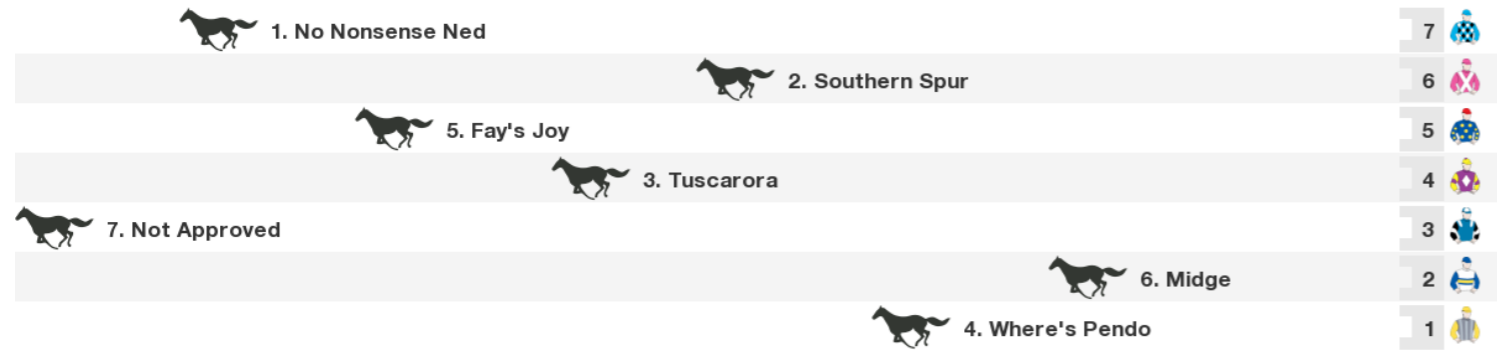 1. No Nonsense Ned 7
2. Southern Spur 6
5. Fay's Joy 5
3. Tuscarora 4
7. Not Approved 3
6. Midge 2
4. Where's Pendo 1